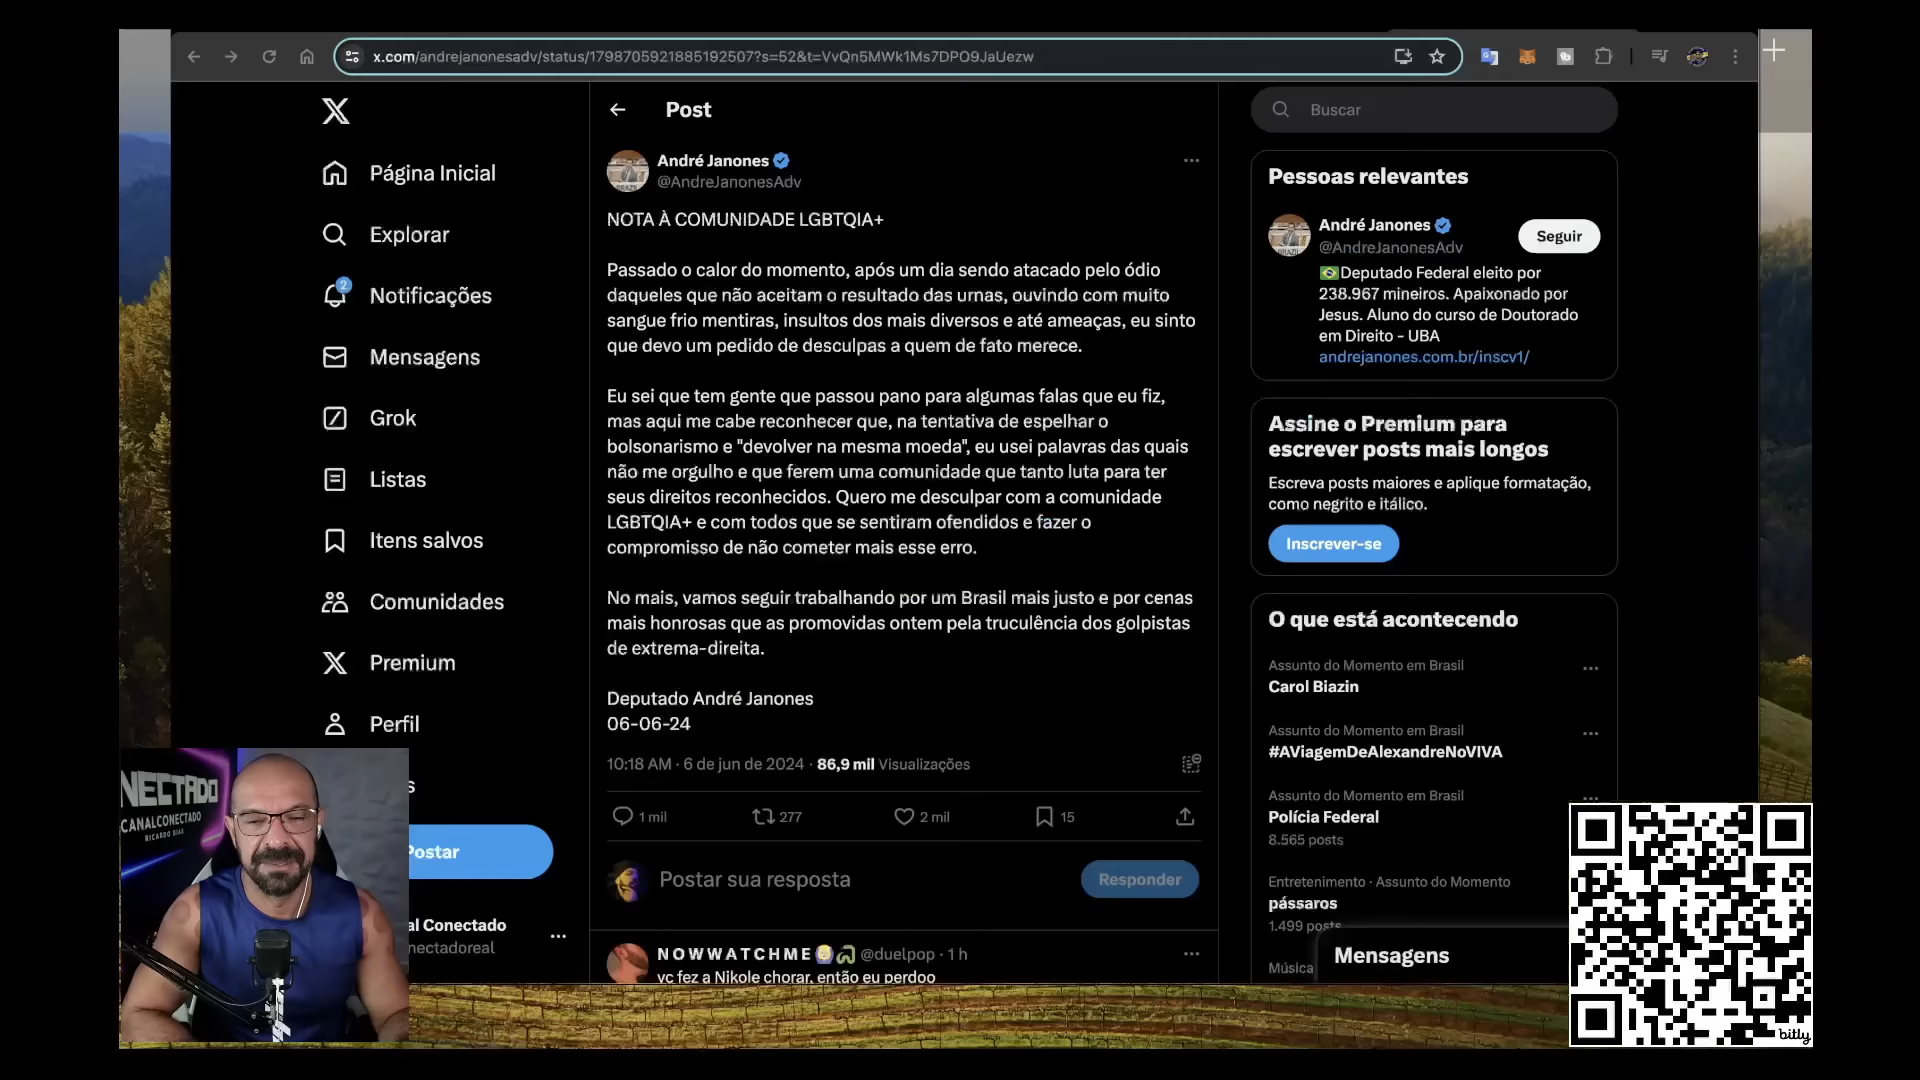 x.com/andrejanonesadv/status/1798705921885192507?s=52&t=VvQn5MWk1Ms7DPO9JaUezw
Página Inicial
Explorar
2
Notificações
Mensagens
Grok
Listas
Itens salvos
Comunidades
Premium
Perfil
s
Postar
al Conectado
nectadoreal
NECTADO
CANALCONECTADO
RICARDO DIAS
Post
André Janones
@AndreJanonesAdv
NOTA À COMUNIDADE LGBTQIA+
Passado o calor do momento, após um dia sendo atacado pelo ódio
daqueles que não aceitam o resultado das urnas, ouvindo com muito
sangue frio mentiras, insultos dos mais diversos e até ameaças, eu sinto
que devo um pedido de desculpas a quem de fato merece.
Eu sei que tem gente que passou pano para algumas falas que eu fiz,
mas aqui me cabe reconhecer que, na tentativa de espelhar o
bolsonarismo e "devolver na mesma moeda", eu usei palavras das quais
não me orgulho e que ferem uma comunidade que tanto luta para ter
seus direitos reconhecidos. Quero me desculpar com a comunidade
LGBTQIA+ e com todos que se sentiram ofendidos e fazer o
compromisso de não cometer mais esse erro.
No mais, vamos seguir trabalhando por um Brasil mais justo e por cenas
mais honrosas que as promovidas ontem pela truculência dos golpistas
de extrema-direita.
Deputado André Janones
06-06-24
10:18 AM · 6 de jun de 2024 · 86,9 mil Visualizações
1 mil 277 2 mil 15
Postar sua resposta
Responder
NOWWATCHME @duelpop · 1 h
vc fez a Nikole chorar, então eu perdoo
Buscar
Pessoas relevantes
André Janones
@AndreJanonesAdv
Seguir
Deputado Federal eleito por
238.967 mineiros. Apaixonado por
Jesus. Aluno do curso de Doutorado
em Direito - UBA
andrejanones.com.br/inscv1/
Assine o Premium para
escrever posts mais longos
Escreva posts maiores e aplique formatação,
como negrito e itálico.
Inscrever-se
O que está acontecendo
Assunto do Momento em Brasil
Carol Biazin
Assunto do Momento em Brasil
#AViagemDeAlexandreNoVIVA
Assunto do Momento em Brasil
Polícia Federal
8.565 posts
Entretenimento · Assunto do Momento
pássaros
1.499 posts
Música
Mensagens
bitly